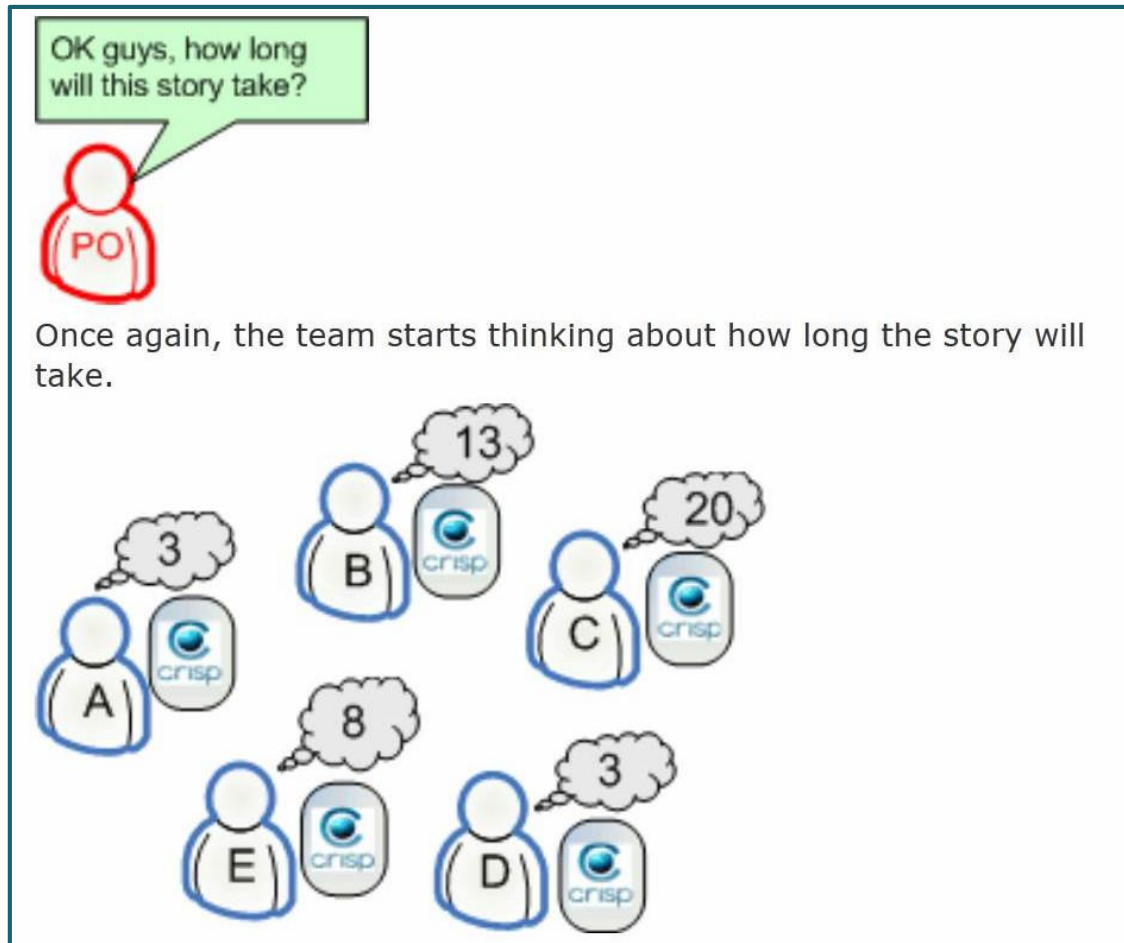 OK guys, how long
will this story take?
PO
Once again, the team starts thinking about how long the story will
take.
13
B
crisp
20
C
crisp
3
A
crisp
8
E
crisp
3
D
crisp